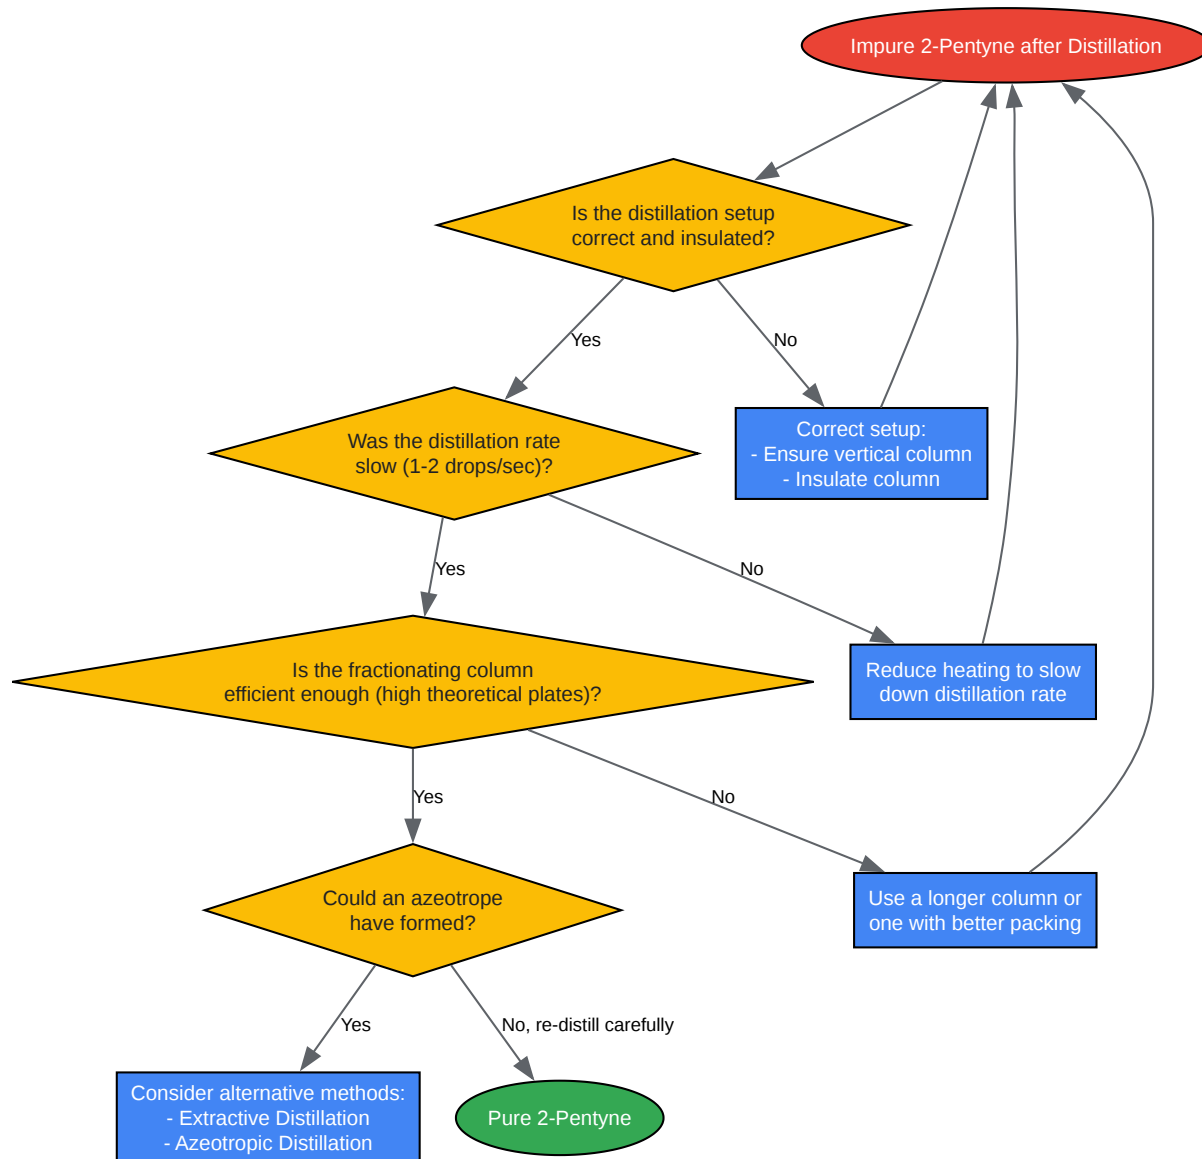 Impure 2-Pentyne after Distillation
Is the distillation setup
correct and insulated?
Yes
No
Was the distillation rate
slow (1-2 drops/sec)?
Correct setup:
- Ensure vertical column
- Insulate column
Yes
No
Is the fractionating column
efficient enough (high theoretical plates)?
Reduce heating to slow
down distillation rate
Yes
No
Could an azeotrope
have formed?
Use a longer column or
one with better packing
Yes
No, re-distill carefully
Consider alternative methods:
- Extractive Distillation
- Azeotropic Distillation
Pure 2-Pentyne